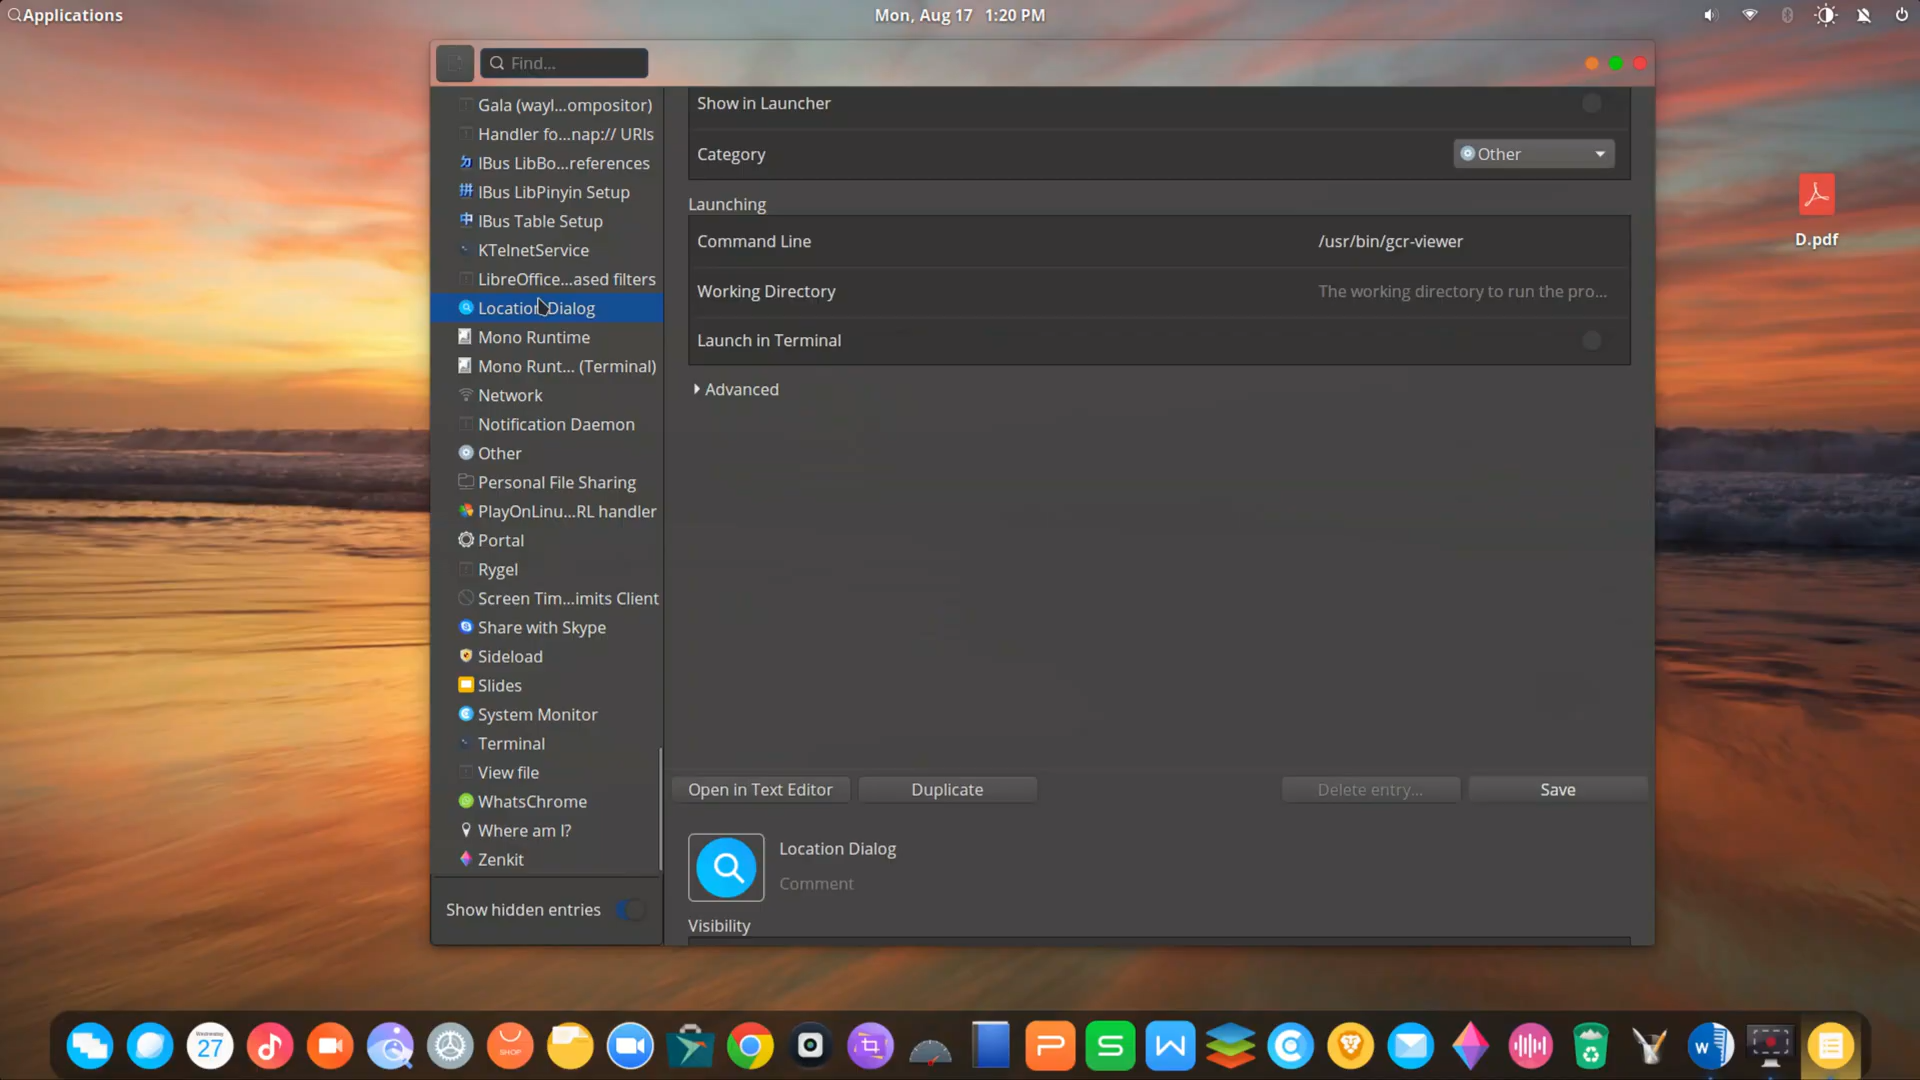 Applications
Mon, Aug 17 1:20 PM
Find...
Gala (wayl...ompositor)
Handler fo...nap:// URIs
IBus LibBo...references
IBus LibPinyin Setup
IBus Table Setup
KTelnetService
LibreOffice...ased filters
Location Dialog
Mono Runtime
Mono Runt... (Terminal)
Network
Notification Daemon
Other
Personal File Sharing
PlayOnLinu...RL handler
Portal
Rygel
Screen Tim...imits Client
Share with Skype
Sideload
Slides
System Monitor
Terminal
View file
WhatsChrome
Where am I?
Zenkit
Show hidden entries
Show in Launcher
Category
Other
Launching
Command Line
/usr/bin/gcr-viewer
Working Directory
The working directory to run the pro...
Launch in Terminal
Advanced
Open in Text Editor
Duplicate
Delete entry...
Save
Location Dialog
Comment
Visibility
D.pdf
Wednesday
27
SHOP
P
S
W
W